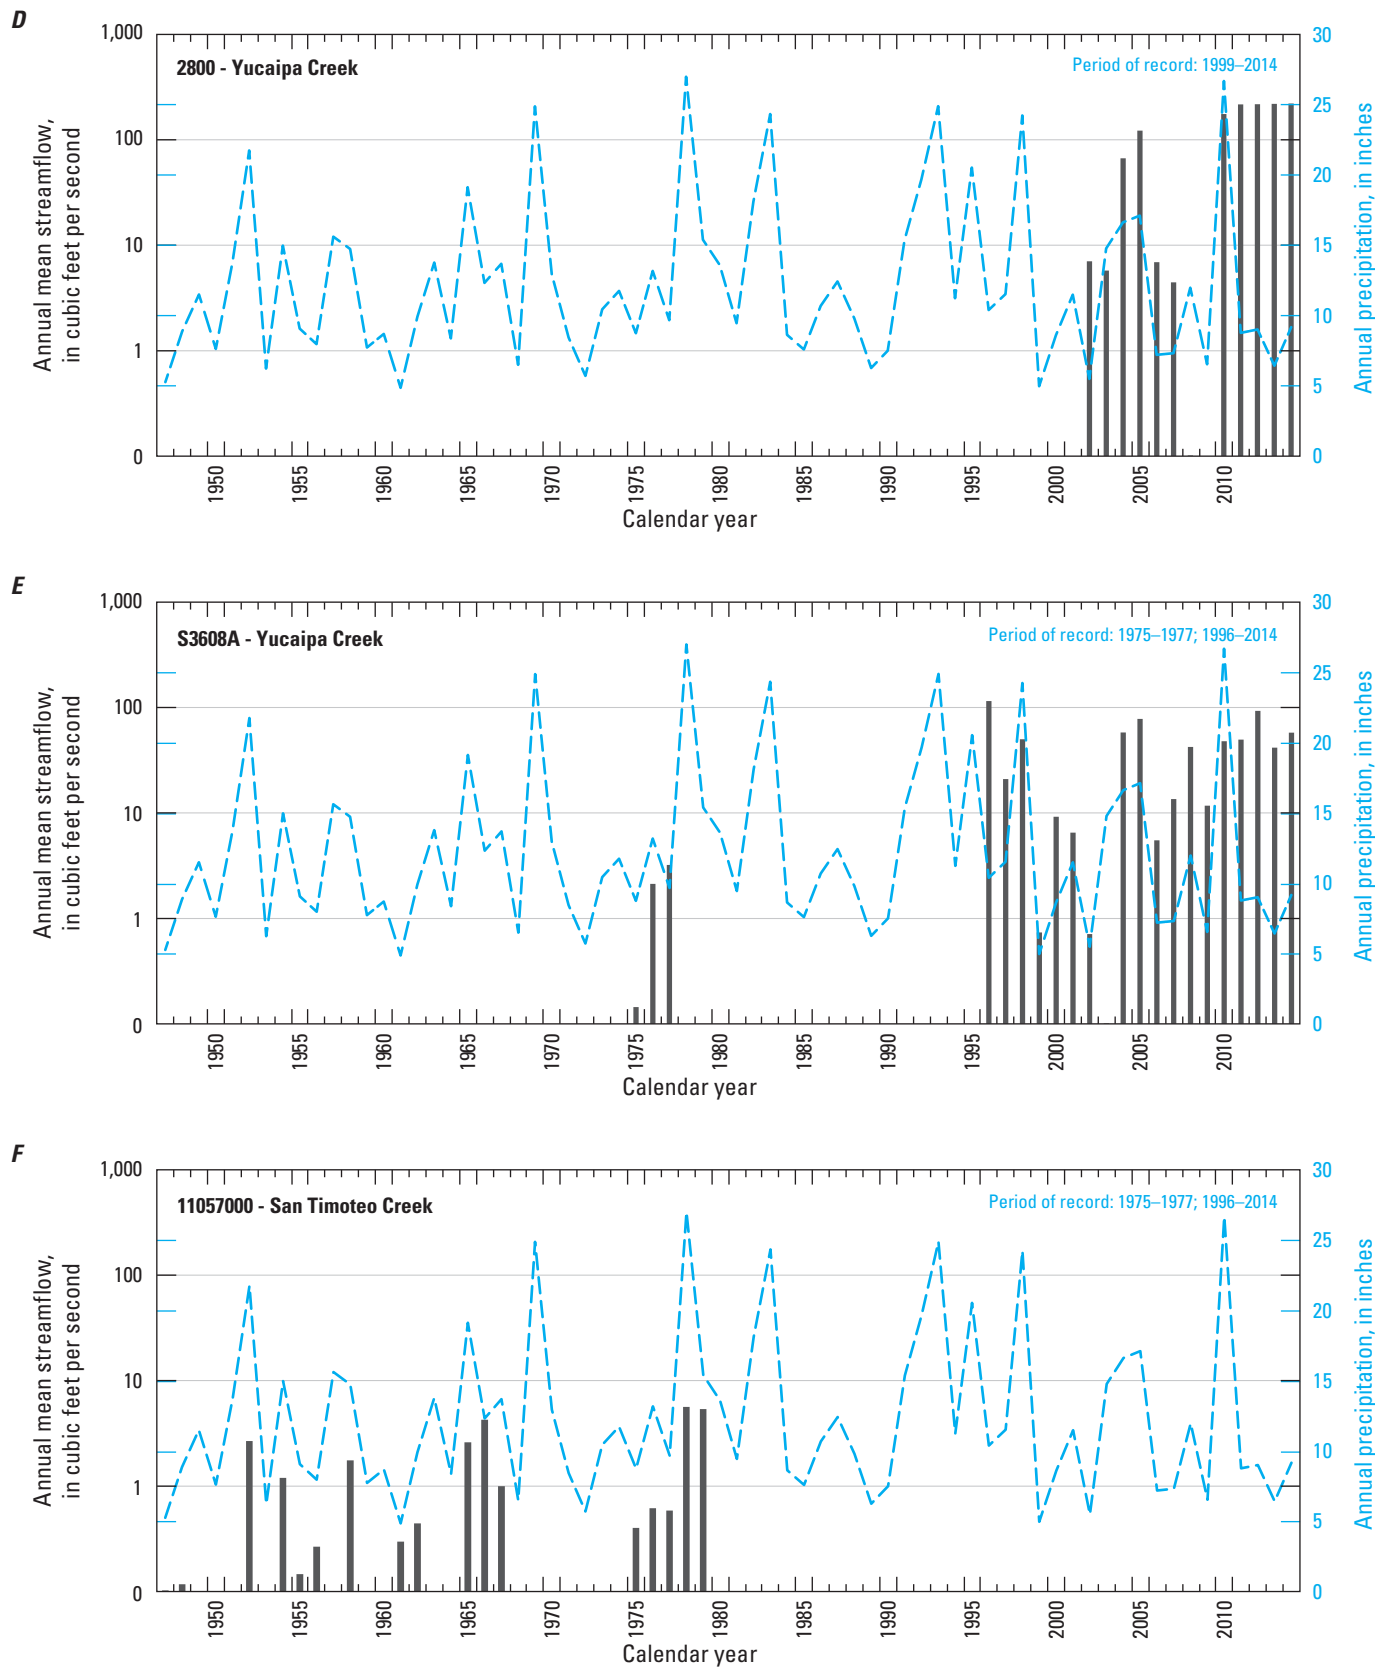 D
1,000
100
10
1
0
Annual mean streamflow,
in cubic feet per second
2800 - Yucaipa Creek
Period of record: 1999–2014
30
25
20
15
10
5
0
Annual precipitation, in inches
1950 1955 1960 1965 1970 1975 1980 1985 1990 1995 2000 2005 2010
Calendar year
E
1,000
100
10
1
0
Annual mean streamflow,
in cubic feet per second
S3608A - Yucaipa Creek
Period of record: 1975–1977; 1996–2014
30
25
20
15
10
5
0
Annual precipitation, in inches
1950 1955 1960 1965 1970 1975 1980 1985 1990 1995 2000 2005 2010
Calendar year
F
1,000
100
10
1
0
Annual mean streamflow,
in cubic feet per second
11057000 - San Timoteo Creek
Period of record: 1975–1977; 1996–2014
30
25
20
15
10
5
0
Annual precipitation, in inches
1950 1955 1960 1965 1970 1975 1980 1985 1990 1995 2000 2005 2010
Calendar year